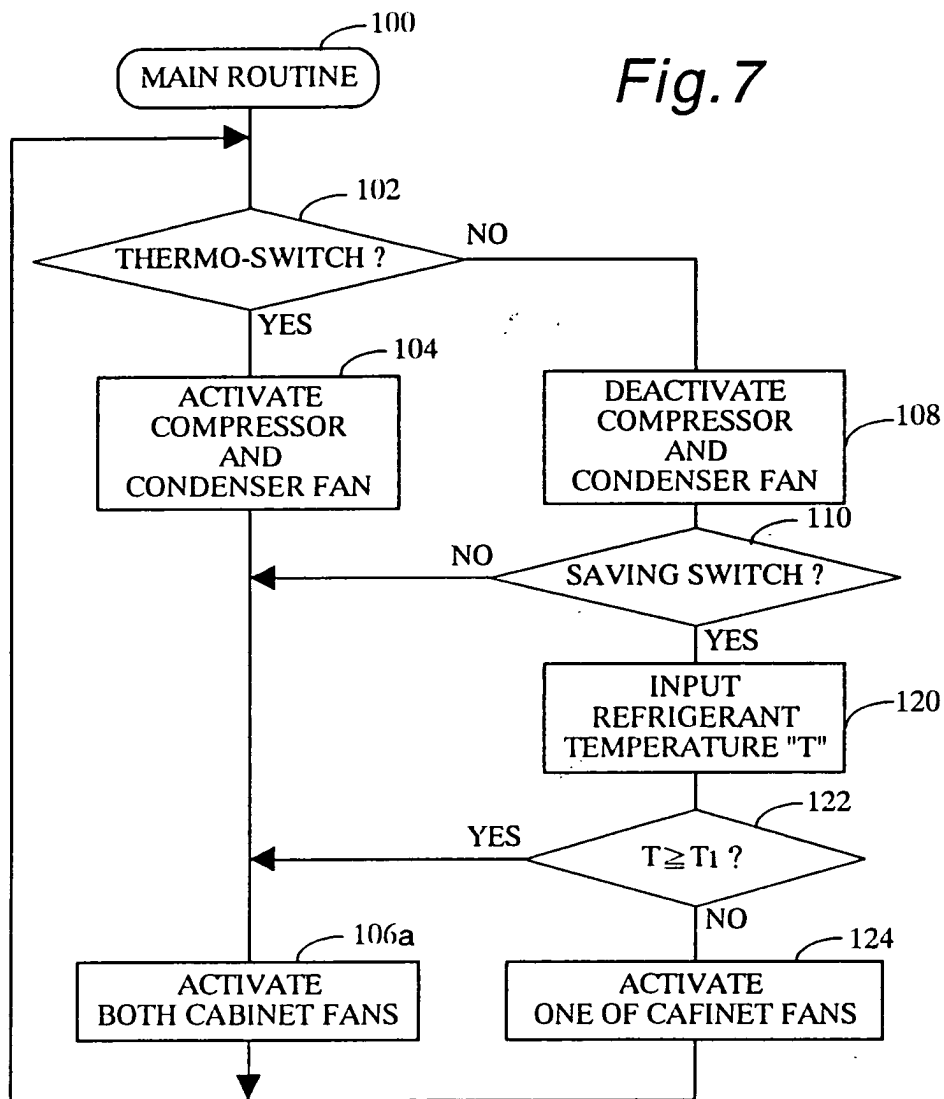 100
MAIN ROUTINE
Fig.7
102
THERMO-SWITCH ?
NO
YES
104
ACTIVATE
COMPRESSOR
AND
CONDENSER FAN
DEACTIVATE
COMPRESSOR
AND
CONDENSER FAN
108
110
NO
SAVING SWITCH ?
YES
INPUT
REFRIGERANT
TEMPERATURE "T"
120
122
YES
T≧T1 ?
NO
106a
ACTIVATE
BOTH CABINET FANS
124
ACTIVATE
ONE OF CAFINET FANS